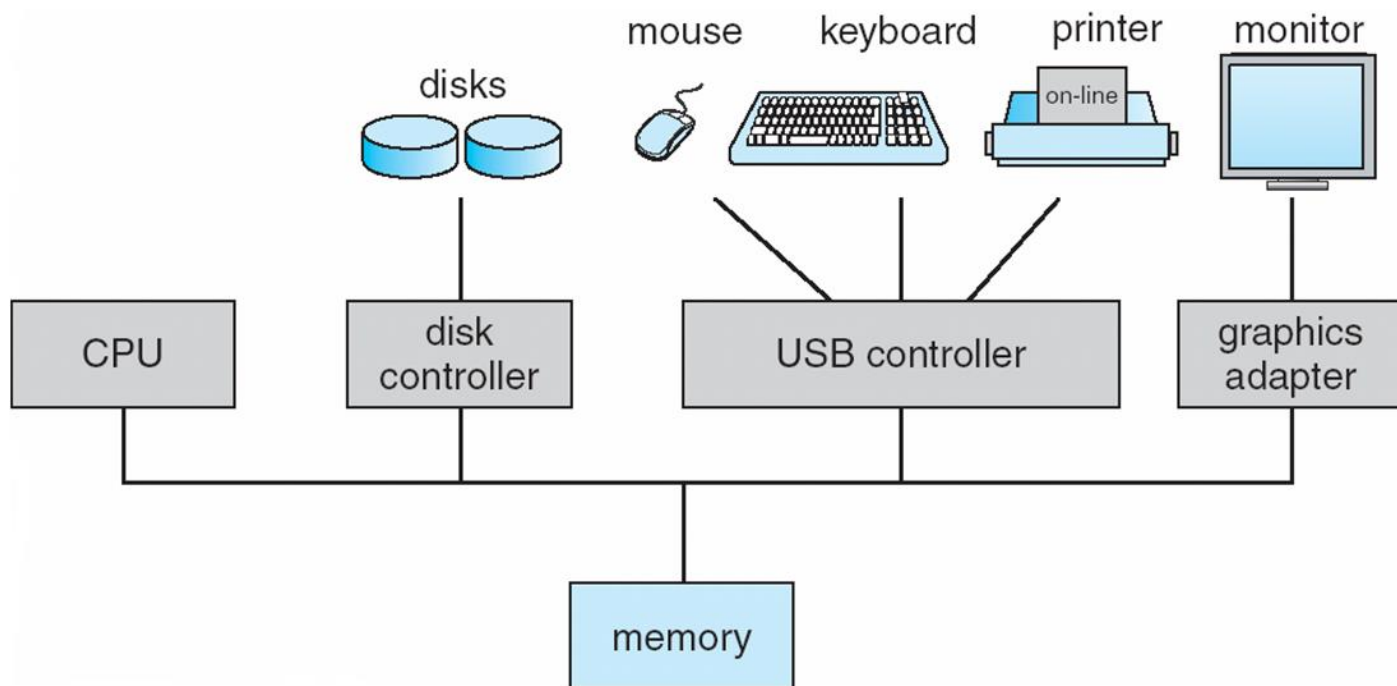 mouse
keyboard
printer
monitor
disks
on-line
CPU
disk
controller
USB controller
graphics
adapter
memory